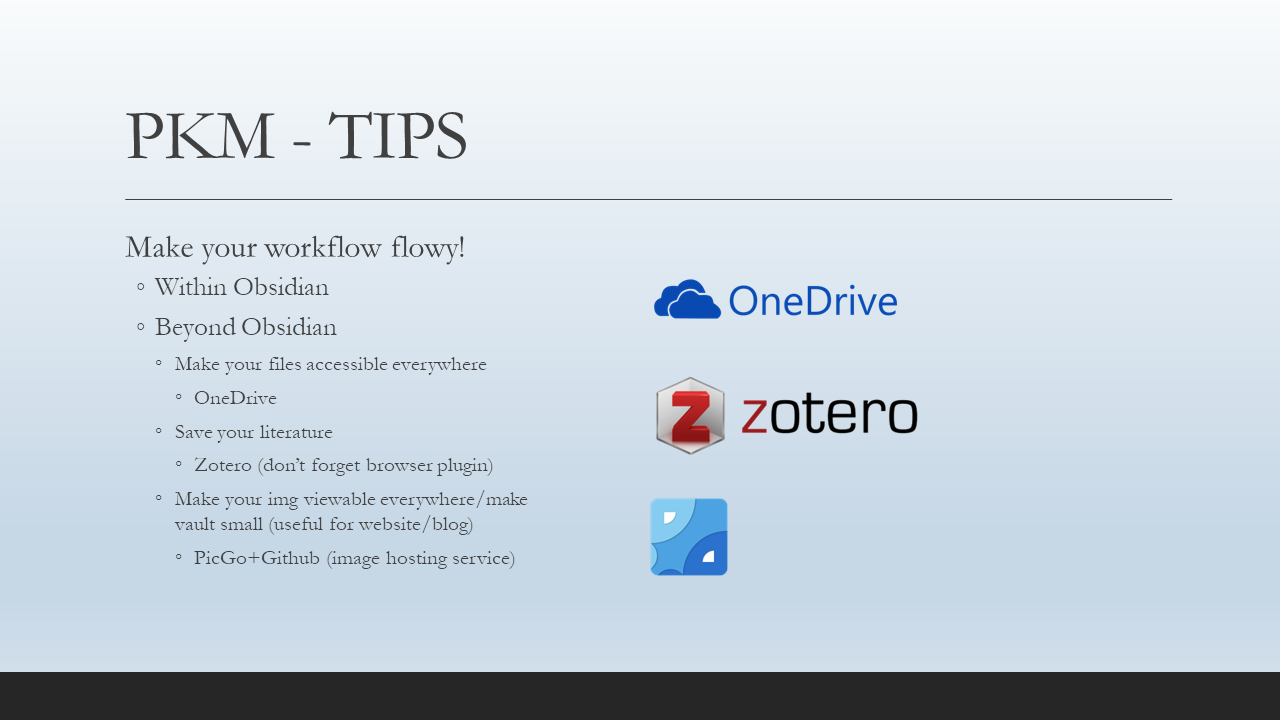 PKM - TIPS
Make your workflow flowy!
◦ Within Obsidian
◦ Beyond Obsidian
◦ Make your files accessible everywhere
◦ OneDrive
◦ Save your literature
◦ Zotero (don’t forget browser plugin)
◦ Make your img viewable everywhere/make
vault small (useful for website/blog)
◦ PicGo+Github (image hosting service)
OneDrive
Z zotero